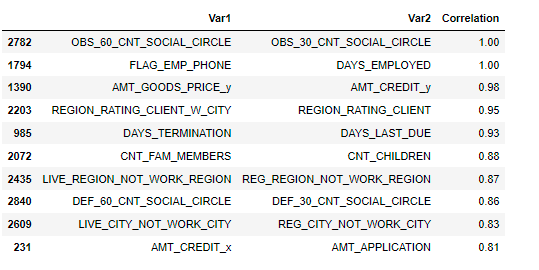 Var1 Var2 Correlation
2782 OBS_60_CNT_SOCIAL_CIRCLE OBS_30_CNT_SOCIAL_CIRCLE 1.00
1794 FLAG_EMP_PHONE DAYS_EMPLOYED 1.00
1390 AMT_GOODS_PRICE_y AMT_CREDIT_y 0.98
2203 REGION_RATING_CLIENT_W_CITY REGION_RATING_CLIENT 0.95
985 DAYS_TERMINATION DAYS_LAST_DUE 0.93
2072 CNT_FAM_MEMBERS CNT_CHILDREN 0.88
2435 LIVE_REGION_NOT_WORK_REGION REG_REGION_NOT_WORK_REGION 0.87
2840 DEF_60_CNT_SOCIAL_CIRCLE DEF_30_CNT_SOCIAL_CIRCLE 0.86
2609 LIVE_CITY_NOT_WORK_CITY REG_CITY_NOT_WORK_CITY 0.83
231 AMT_CREDIT_x AMT_APPLICATION 0.81